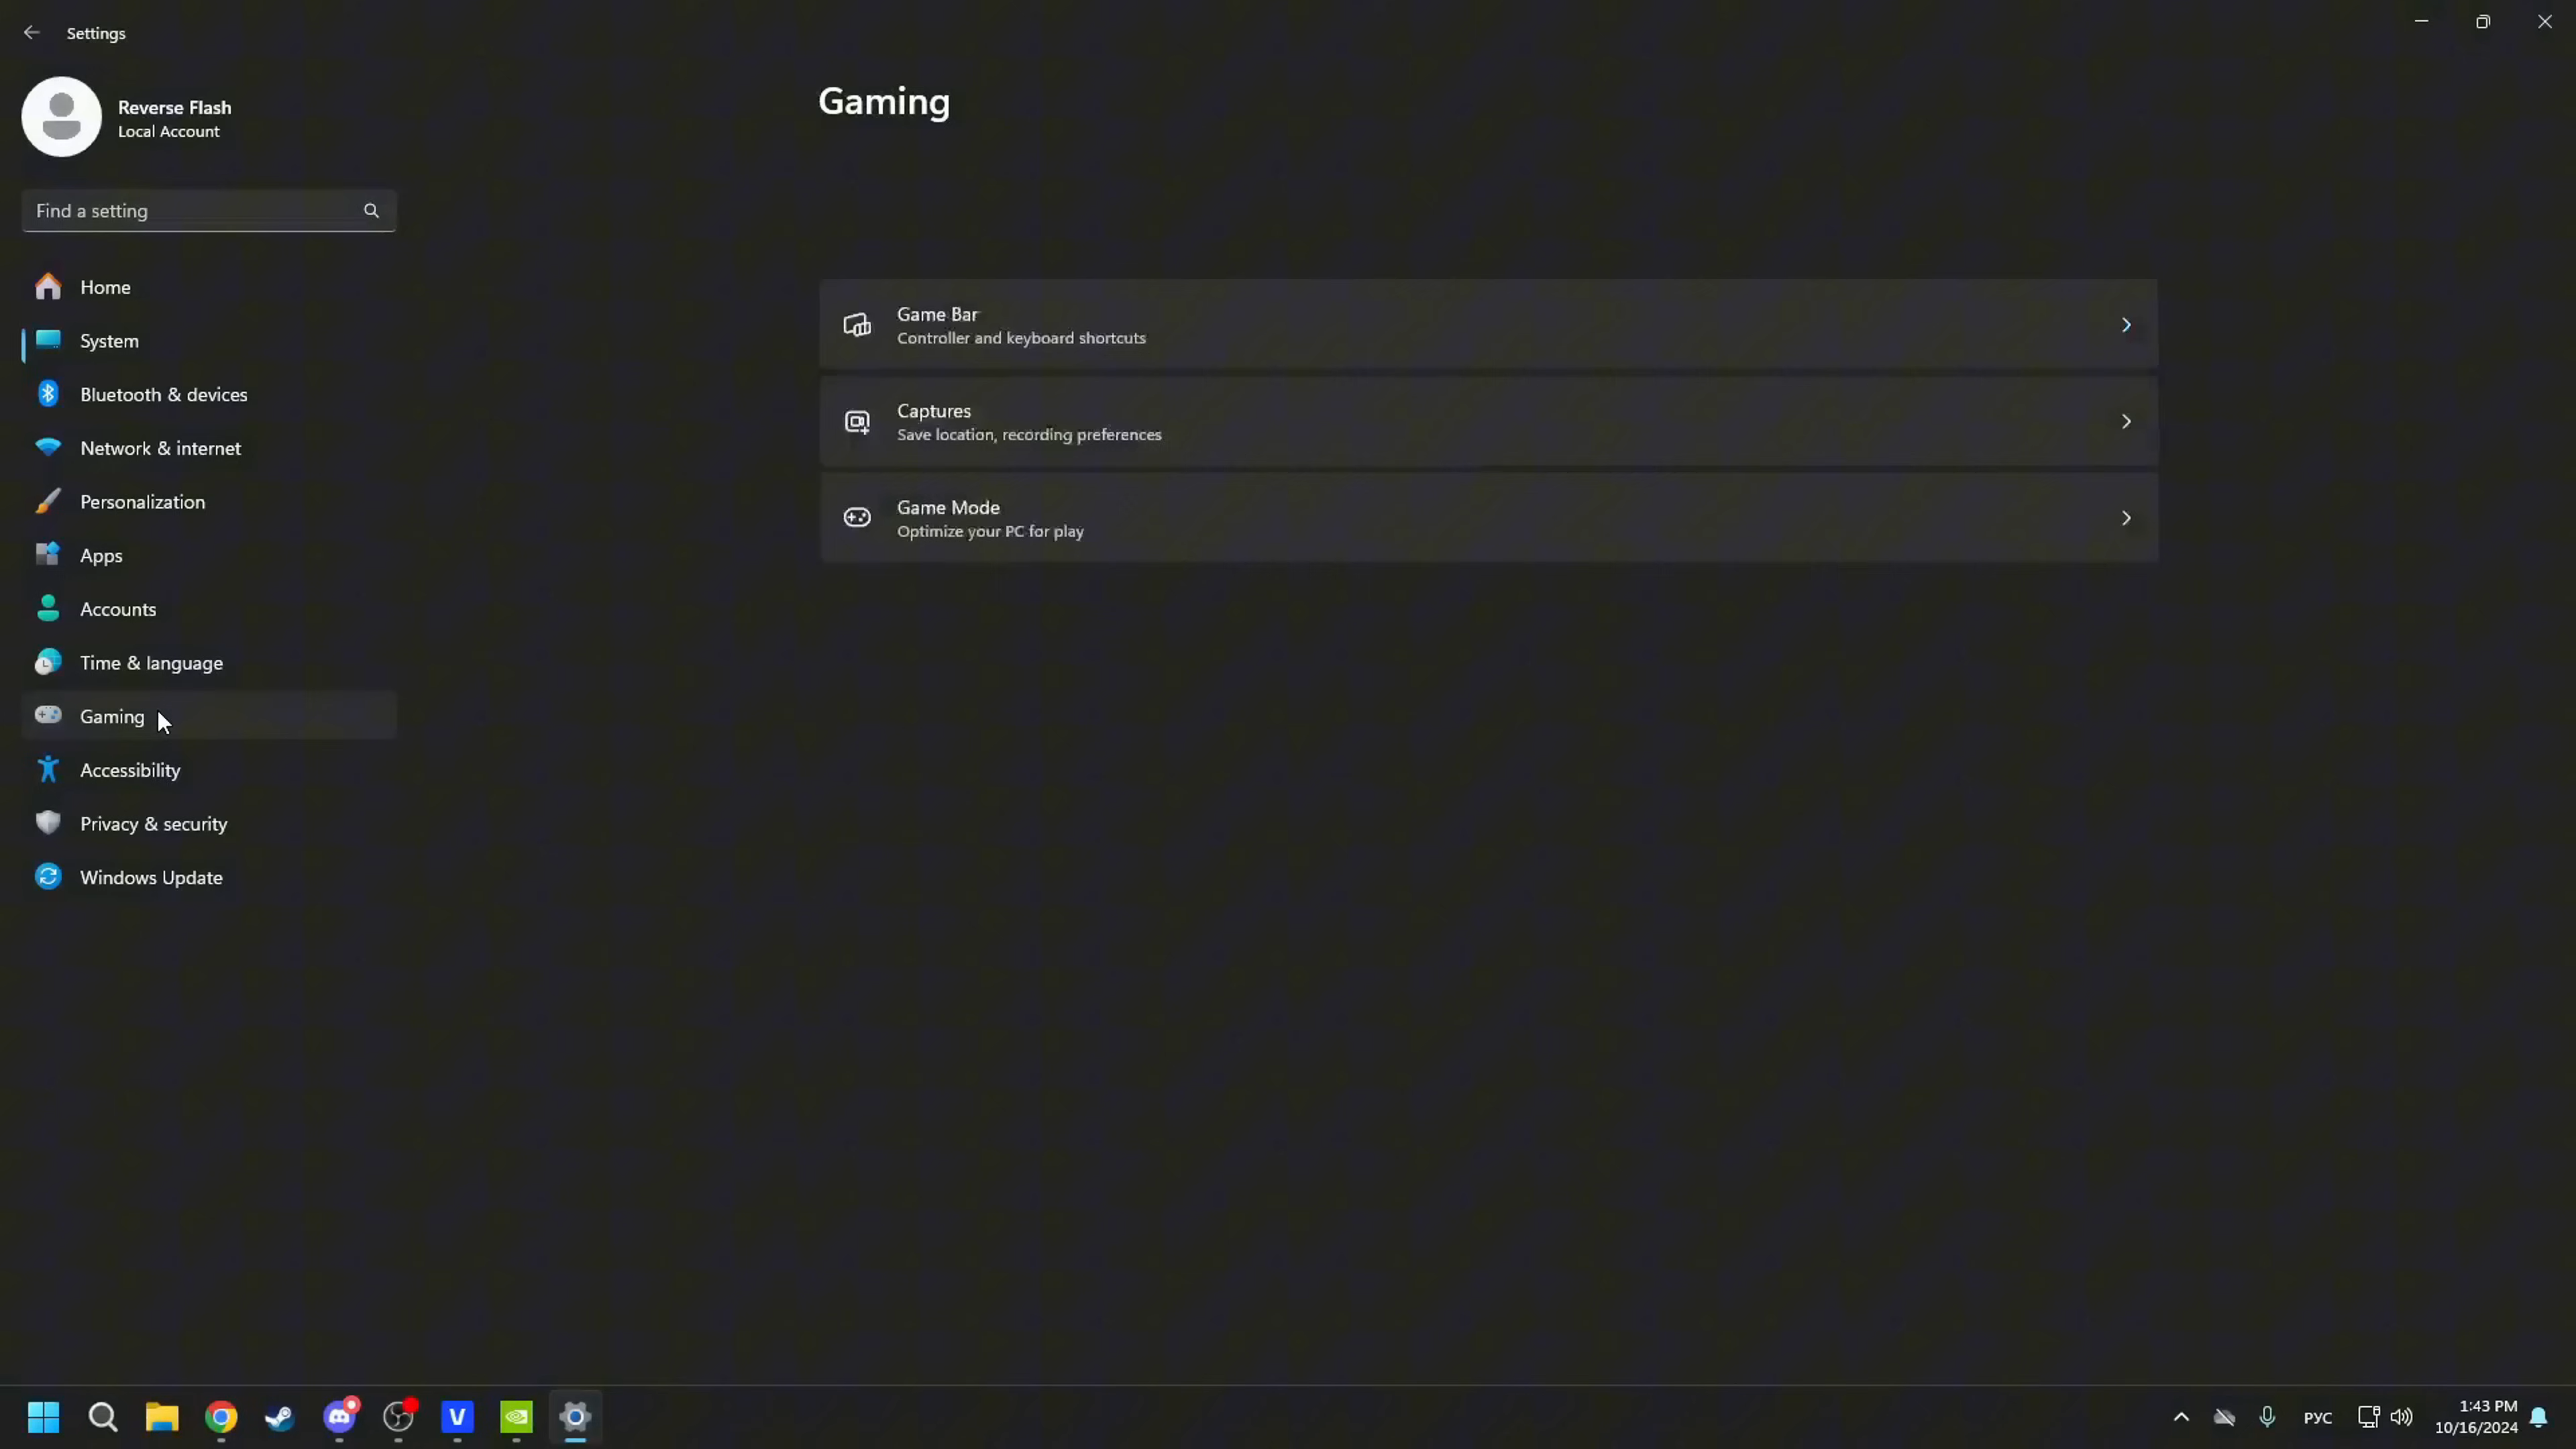 Settings
Reverse Flash
Local Account
Find a setting
Home
System
Bluetooth & devices
Network & internet
Personalization
Apps
Accounts
Time & language
Gaming
Accessibility
Privacy & security
Windows Update
Gaming
Game Bar
Controller and keyboard shortcuts
Captures
Save location, recording preferences
Game Mode
Optimize your PC for play
V
РУС
1:43 PM
10/16/2024